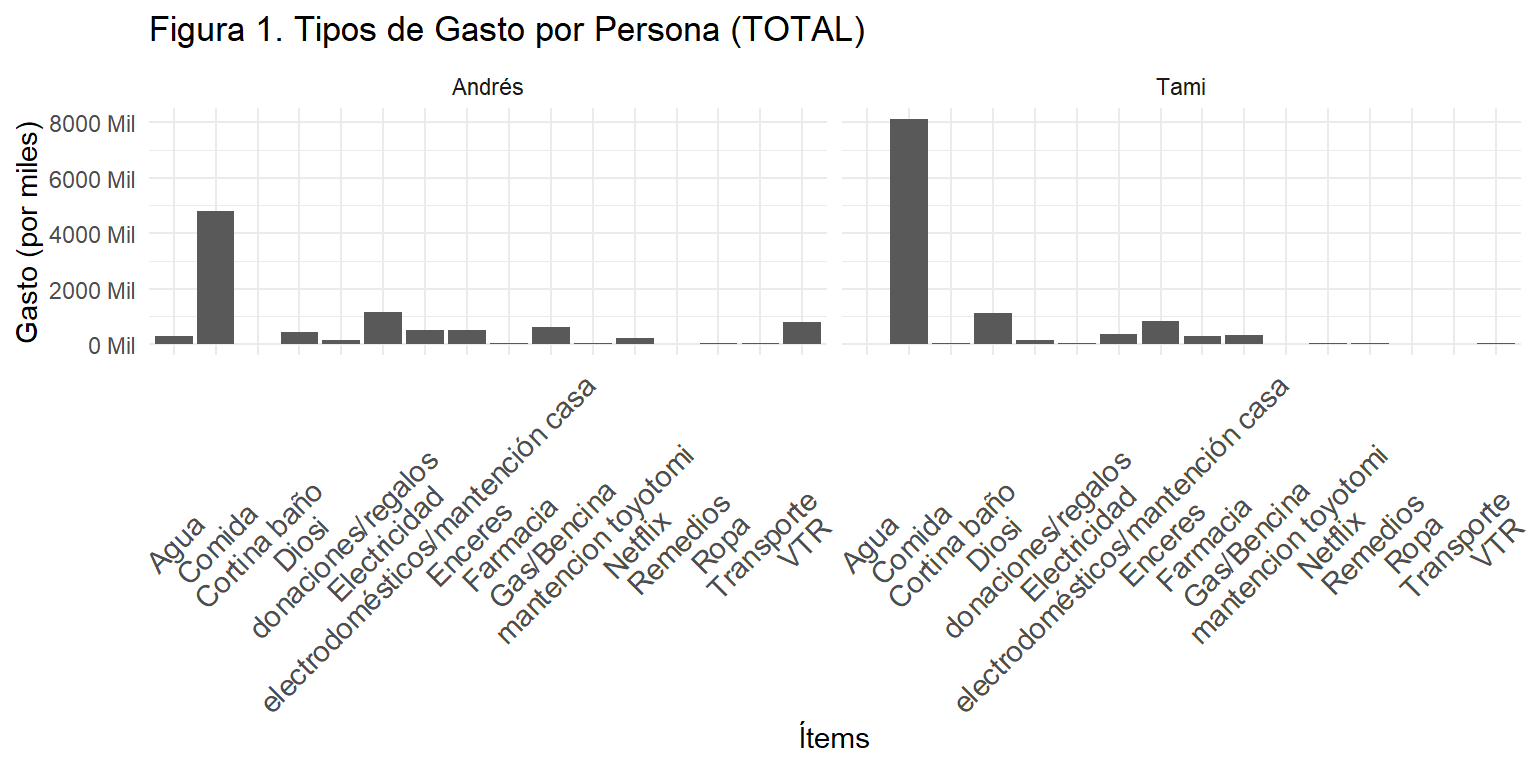 Figura 1. Tipos de Gasto por Persona (TOTAL)
Andrés
Tami
Gasto (por miles)
8000 Mil
6000 Mil
4000 Mil
2000 Mil
0 Mil
Agua
Comida
Cortina baño
Diosi
donaciones/regalos
Electricidad
electrodomésticos/mantención casa
Enceres
Farmacia
Gas/Bencina
mantencion toyotomi
Netflix
Remedios
Ropa
Transporte
VTR
Agua
Comida
Cortina baño
Diosi
donaciones/regalos
Electricidad
electrodomésticos/mantención casa
Enceres
Farmacia
Gas/Bencina
mantencion toyotomi
Netflix
Remedios
Ropa
Transporte
VTR
Ítems